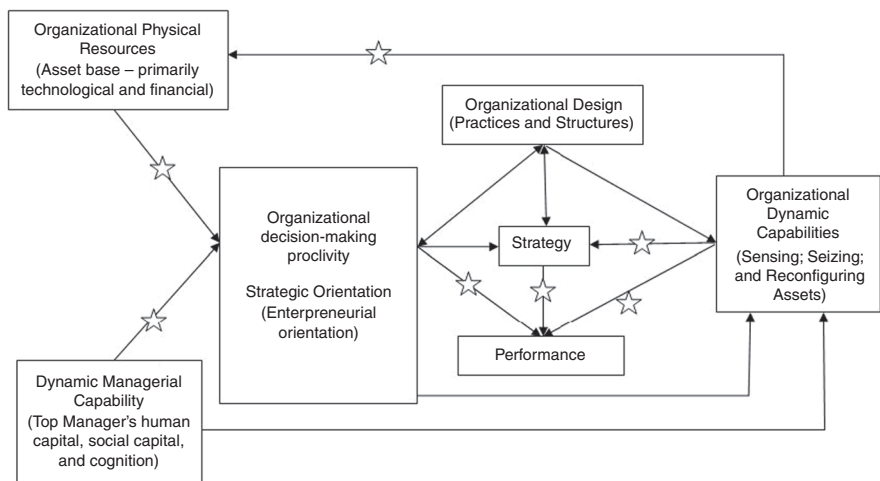 Organizational Physical
Resources
(Asset base – primarily
technological and financial)
Organizational Design
(Practices and Structures)
Organizational
decision-making
proclivity
Strategic Orientation
(Enterpreneurial
orientation)
Strategy
Performance
Organizational
Dynamic
Capabilities
(Sensing; Seizing;
and Reconfiguring
Assets)
Dynamic Managerial
Capability
(Top Manager's human
capital, social capital,
and cognition)